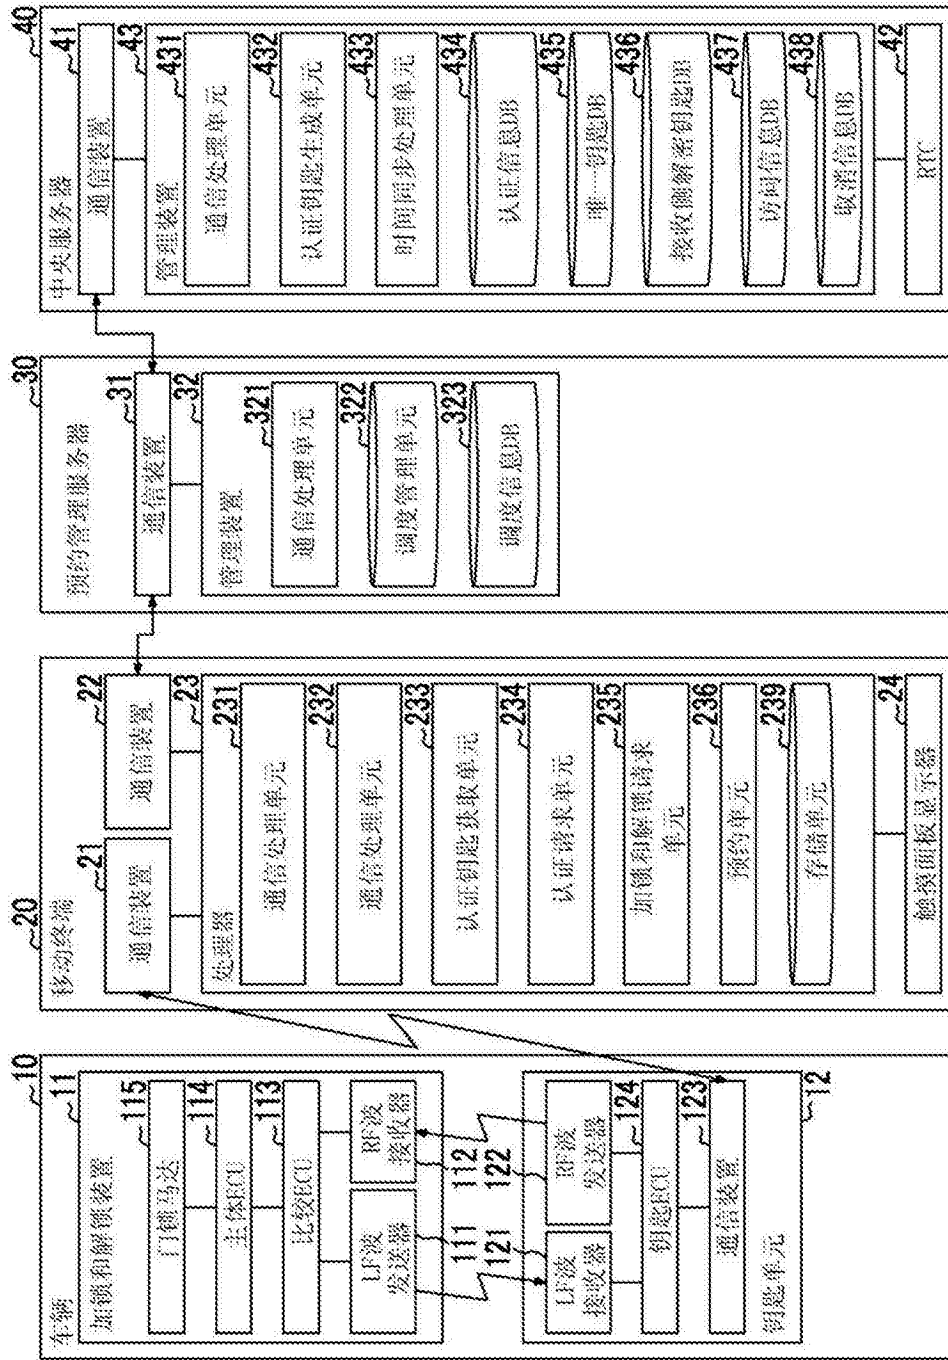 10
车辆
11
加锁和解锁装置
115
门锁马达
114
主体ECU
113
比较ECU
LF波
发送器
RF波
接收器
111
112
121
122
LF波
接收器
RF波
发送器
124
钥匙ECU
123
通信装置
钥匙单元
12
20
移动终端
21
通信装置
22
通信装置
23
处理器
231
通信处理单元
232
通信处理单元
233
认证钥匙获取单元
234
认证请求单元
235
加锁和解锁请求
单元
236
预约单元
239
存储单元
24
触摸面板显示器
30
预约管理服务器
31
通信装置
32
管理装置
321
通信处理单元
322
调度管理单元
323
调度信息DB
40
中央服务器
41
通信装置
43
管理装置
431
通信处理单元
432
认证钥匙生成单元
433
时间同步处理单元
434
认证信息DB
435
唯一钥匙DB
436
接收侧解密钥匙DB
437
访问信息DB
438
取消信息DB
42
RTC